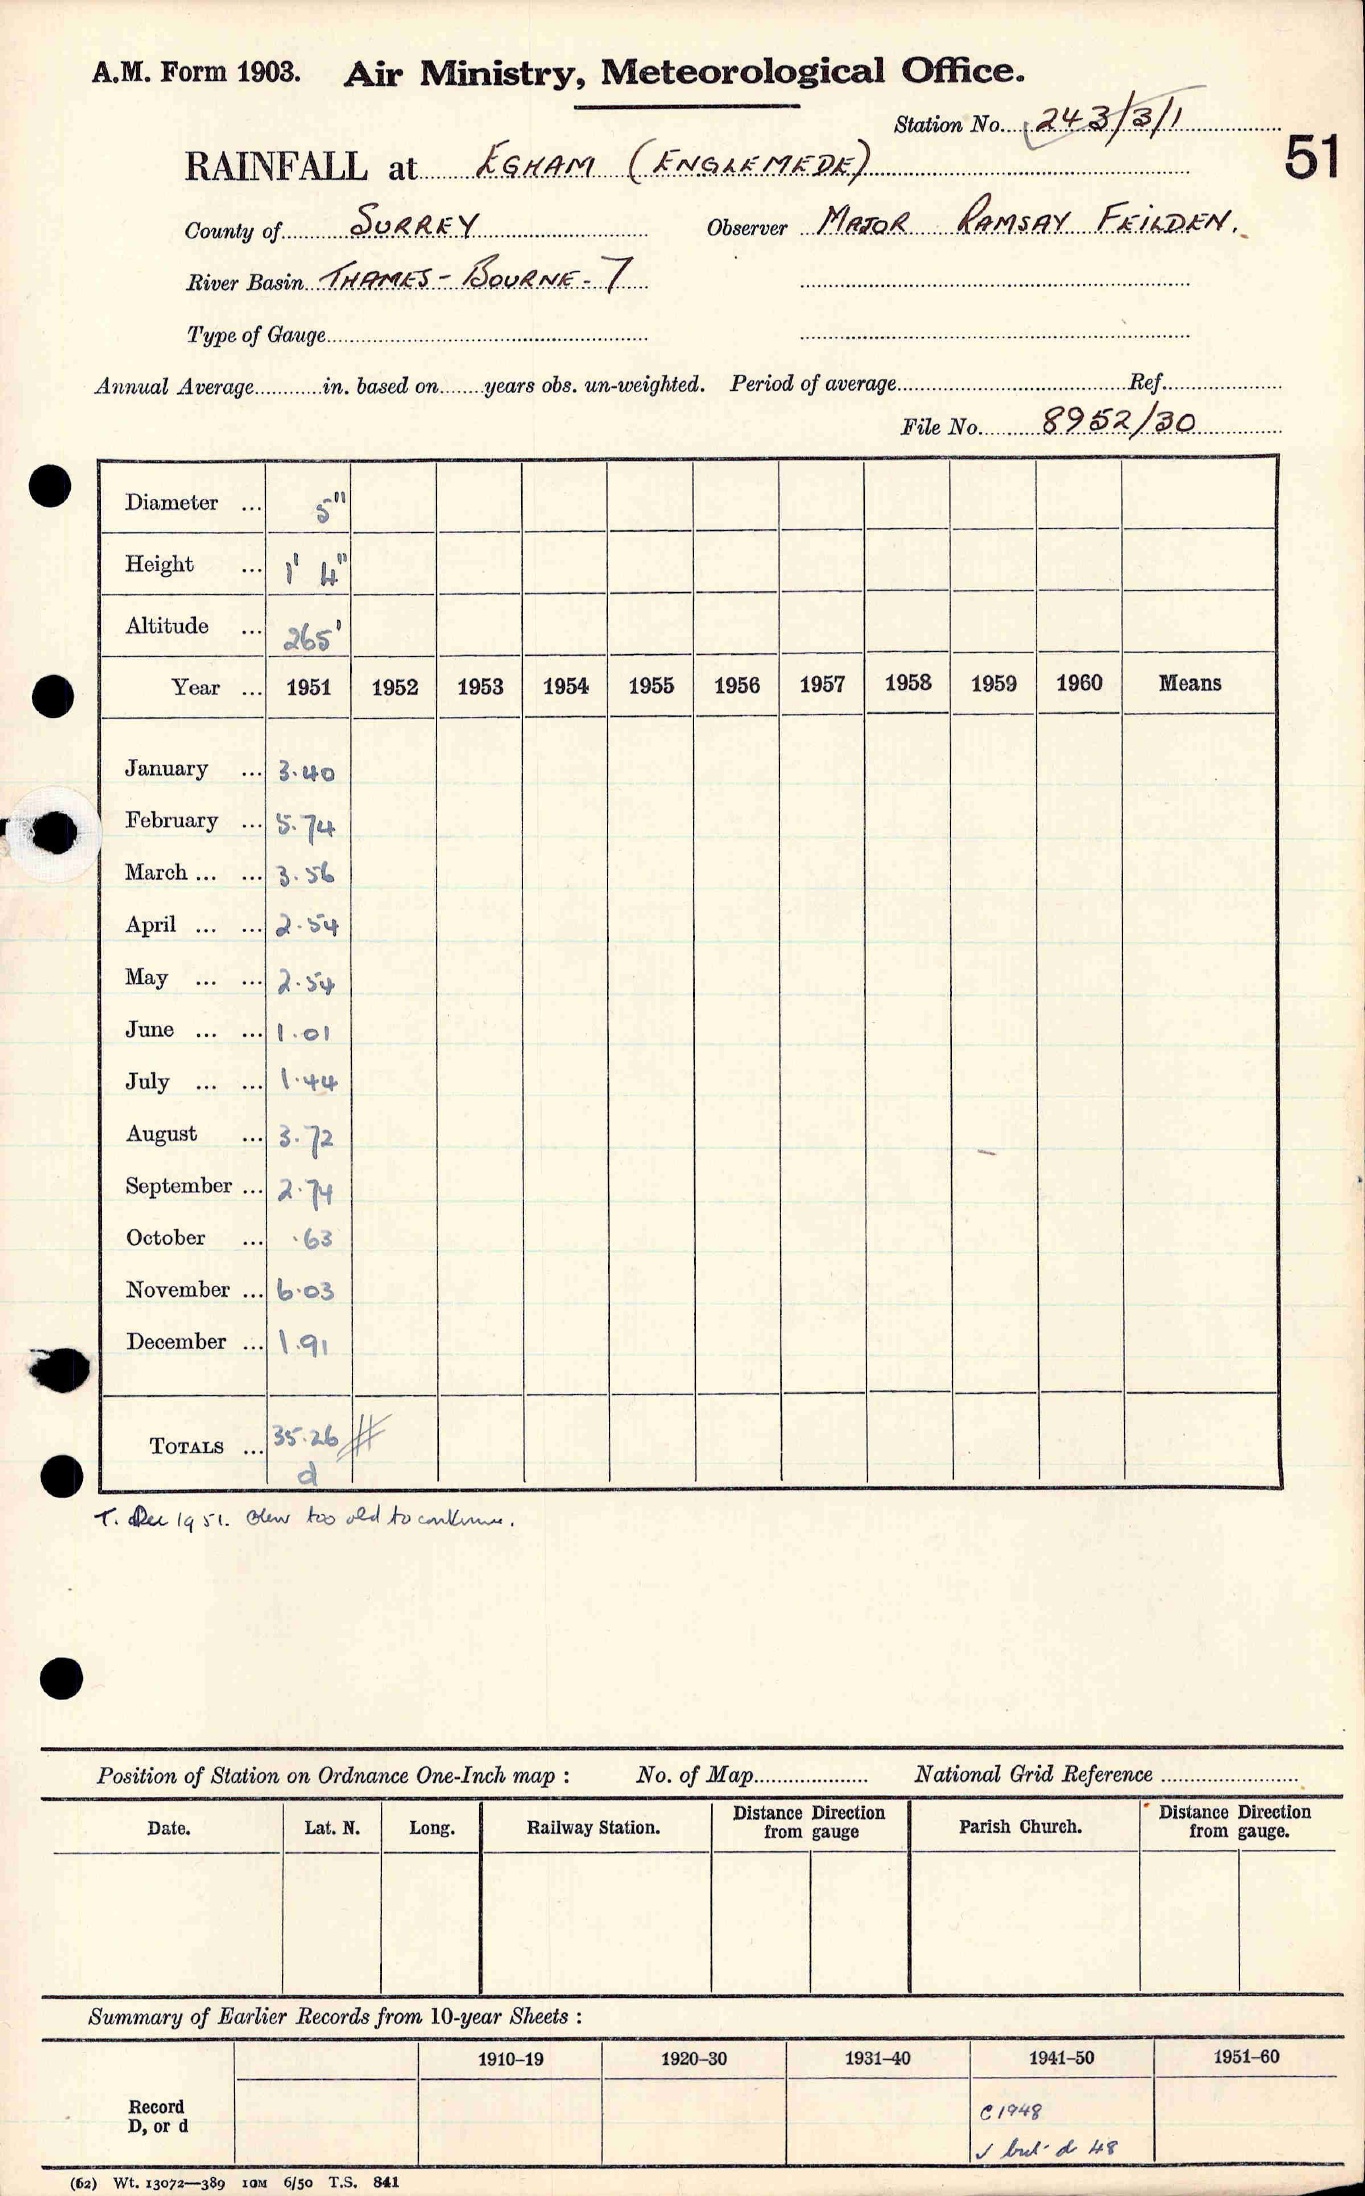 A.M. Form 1903. Air Ministry, Meteorological Office.
Station No. 243/3/1
51
RAINFALL at EGHAM (ENGLEMEDE)
County of SURREY Observer MAJOR RAMSAY FEILDEN.
River Basin THAMES - BOURNE - 7
Type of Gauge
Annual Average in. based on years obs. un-weighted. Period of average Ref.
File No. 8952/30
Diameter ... 5"
Height ... 1' 4"
Altitude ... 265'
Year ... 1951 1952 1953 1954 1955 1956 1957 1958 1959 1960 Means
January ... 3.40
February ... 5.74
March ... ... 3.56
April ... ... 2.54
May ... ... 2.54
June ... ... 1.01
July ... ... 1.44
August ... 3.72
September ... 2.74
October ... .63
November ... 6.03
December ... 1.91
TOTALS ... 35.26 #
d
T. Dec 1951. too old to continue.
Position of Station on Ordnance One-Inch map : No. of Map National Grid Reference
Date. Lat. N. Long. Railway Station. Distance Direction from gauge Parish Church. Distance Direction from gauge.
Summary of Earlier Records from 10-year Sheets :
1910–19 1920–30 1931–40 1941–50 1951–60
Record C 1948
D, or d √ but d 48
(62) Wt. 13072—389 10M 6/50 T.S. 841